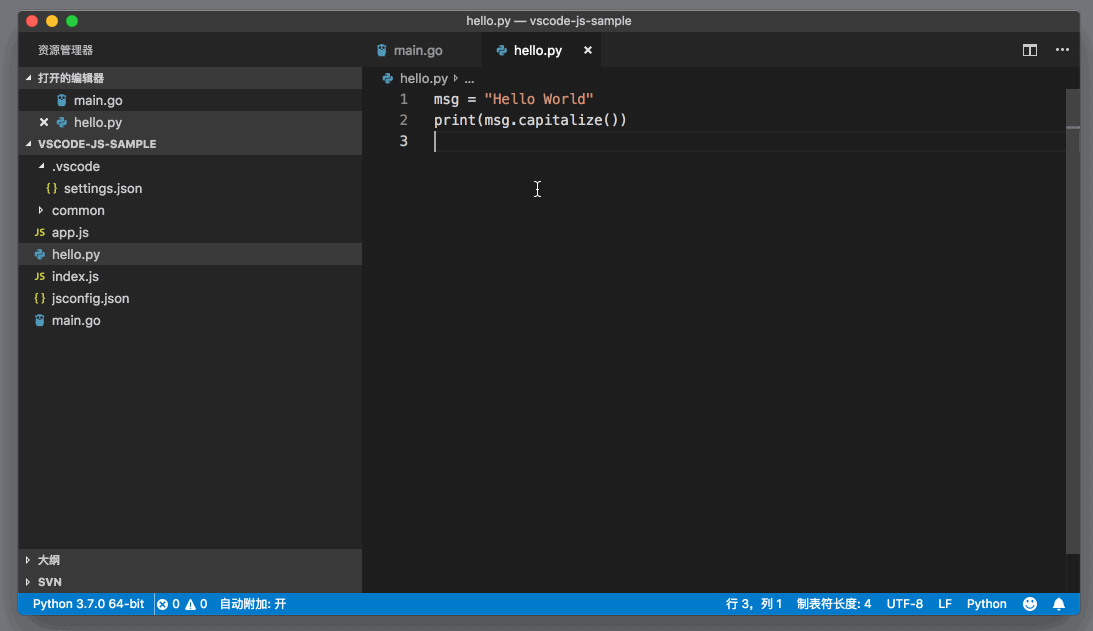 hello.py — vscode-js-sample
资源管理器
打开的编辑器
main.go
hello.py
VSCODE-JS-SAMPLE
.vscode
{} settings.json
common
JS app.js
hello.py
JS index.js
{} jsconfig.json
main.go
大纲
SVN
main.go hello.py
hello.py ...
1 msg = "Hello World"
2 print(msg.capitalize())
3
Python 3.7.0 64-bit 0 0 自动附加: 开 行 3，列 1 制表符长度: 4 UTF-8 LF Python